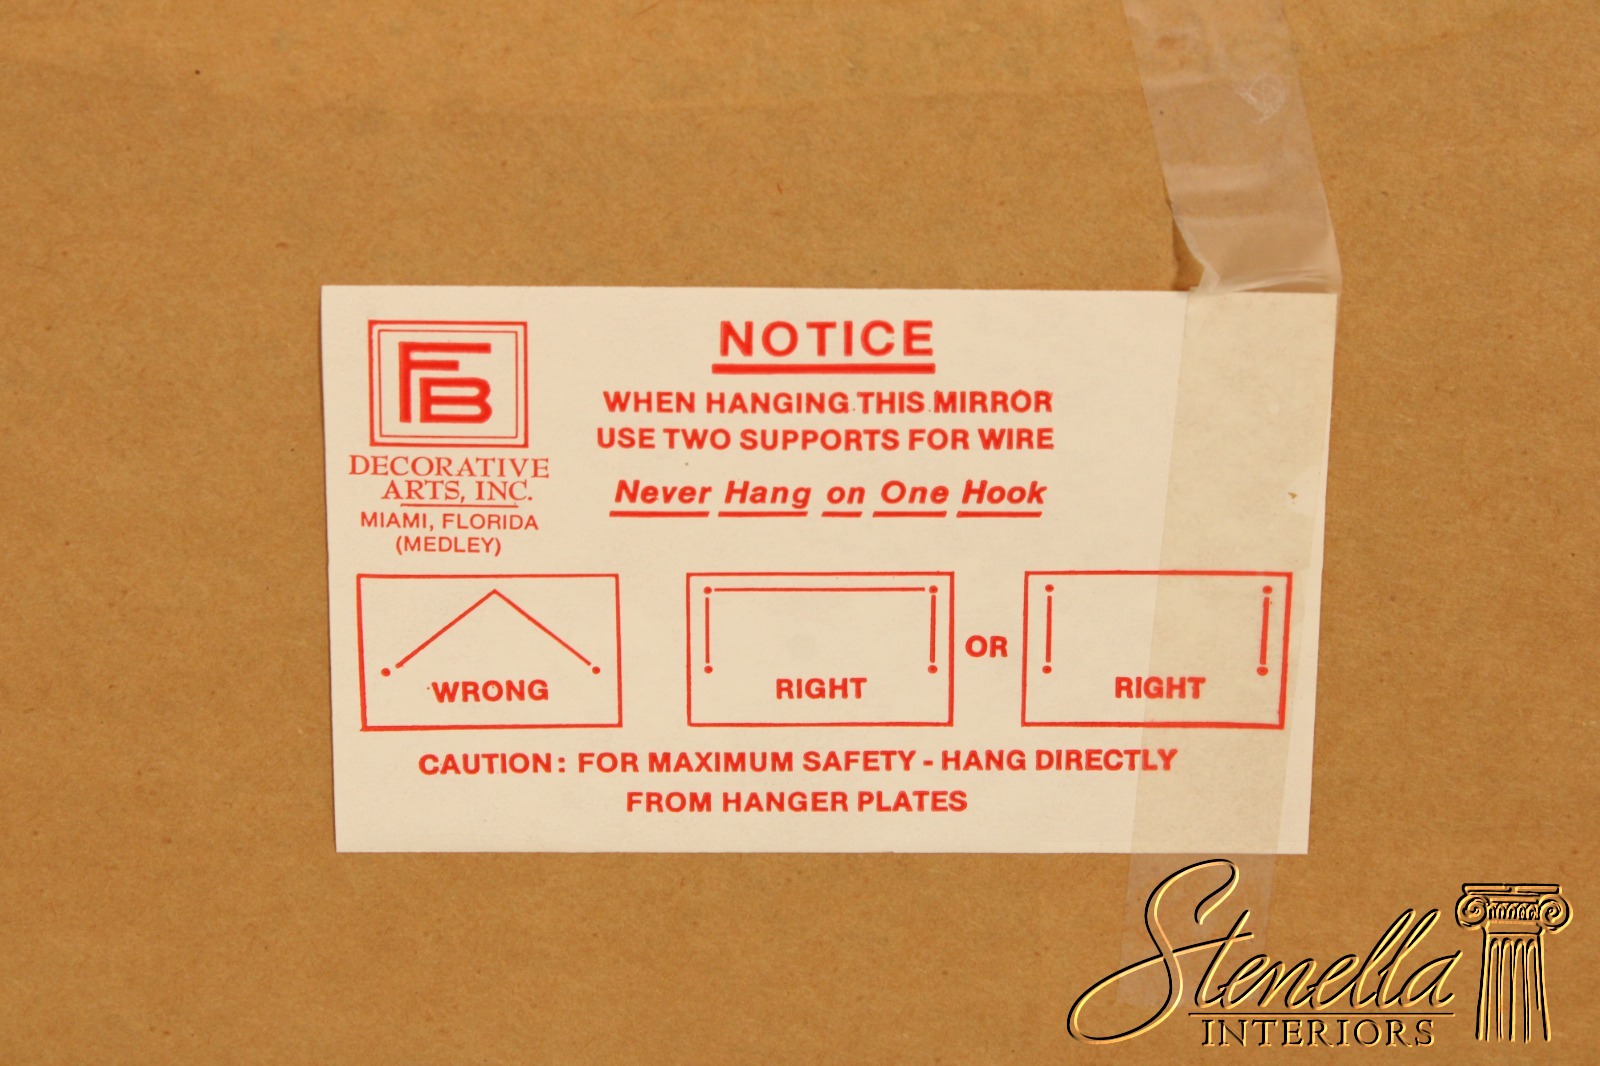 FB
DECORATIVE
ARTS, INC.
MIAMI, FLORIDA
(MEDLEY)
NOTICE
WHEN HANGING THIS MIRROR
USE TWO SUPPORTS FOR WIRE
Never Hang on One Hook
WRONG
RIGHT
OR
RIGHT
CAUTION: FOR MAXIMUM SAFETY - HANG DIRECTLY
FROM HANGER PLATES
Stenella
INTERIORS